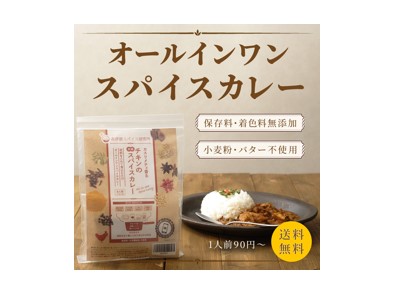 オールインワン
スパイスカレー
保存料・着色料無添加
小麦粉・バター不使用
チキンの
スパイスカレー
1人前90円～
送料
無料